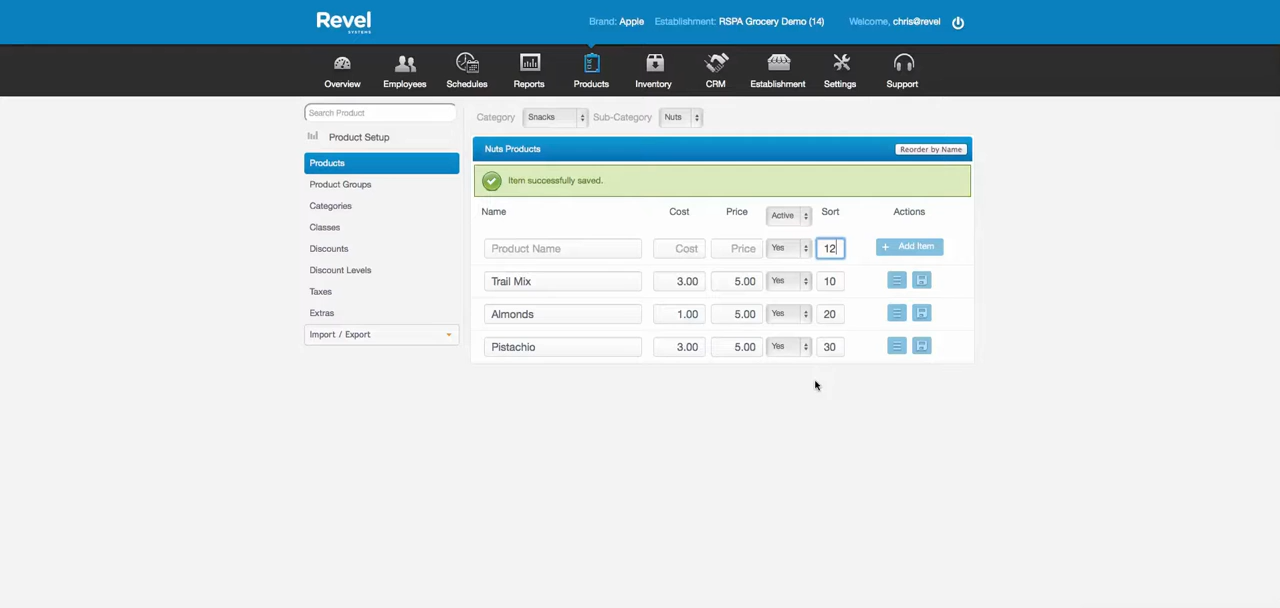 Revel
SYSTEMS
Brand: Apple Establishment: RSPA Grocery Demo (14) Welcome, chris@revel
Overview Employees Schedules Reports Products Inventory CRM Establishment Settings Support
Search Product
Category Snacks Sub-Category Nuts
Product Setup
Products
Product Groups
Categories
Classes
Discounts
Discount Levels
Taxes
Extras
Import / Export
Nuts Products Reorder by Name
Item successfully saved.
Name Cost Price Active Sort Actions
Product Name Cost Price Yes 12 + Add Item
Trail Mix 3.00 5.00 Yes 10
Almonds 1.00 5.00 Yes 20
Pistachio 3.00 5.00 Yes 30